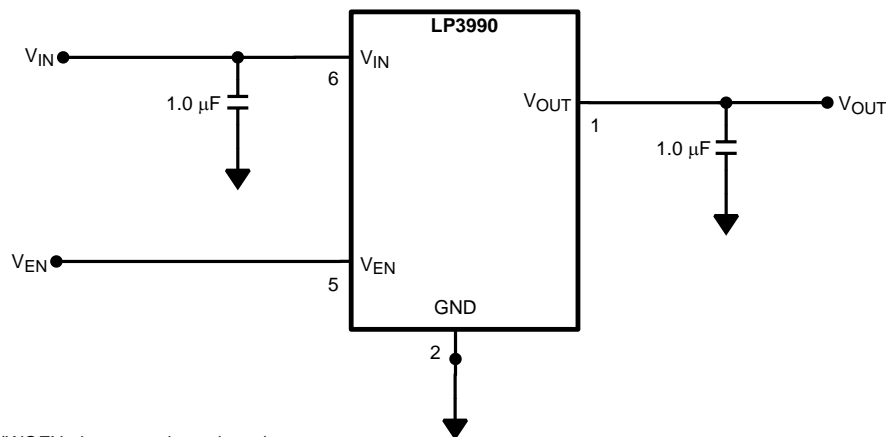 LP3990
V_IN
V_IN
6
1.0 μF
V_OUT
V_OUT
1
1.0 μF
V_EN
V_EN
5
GND
2